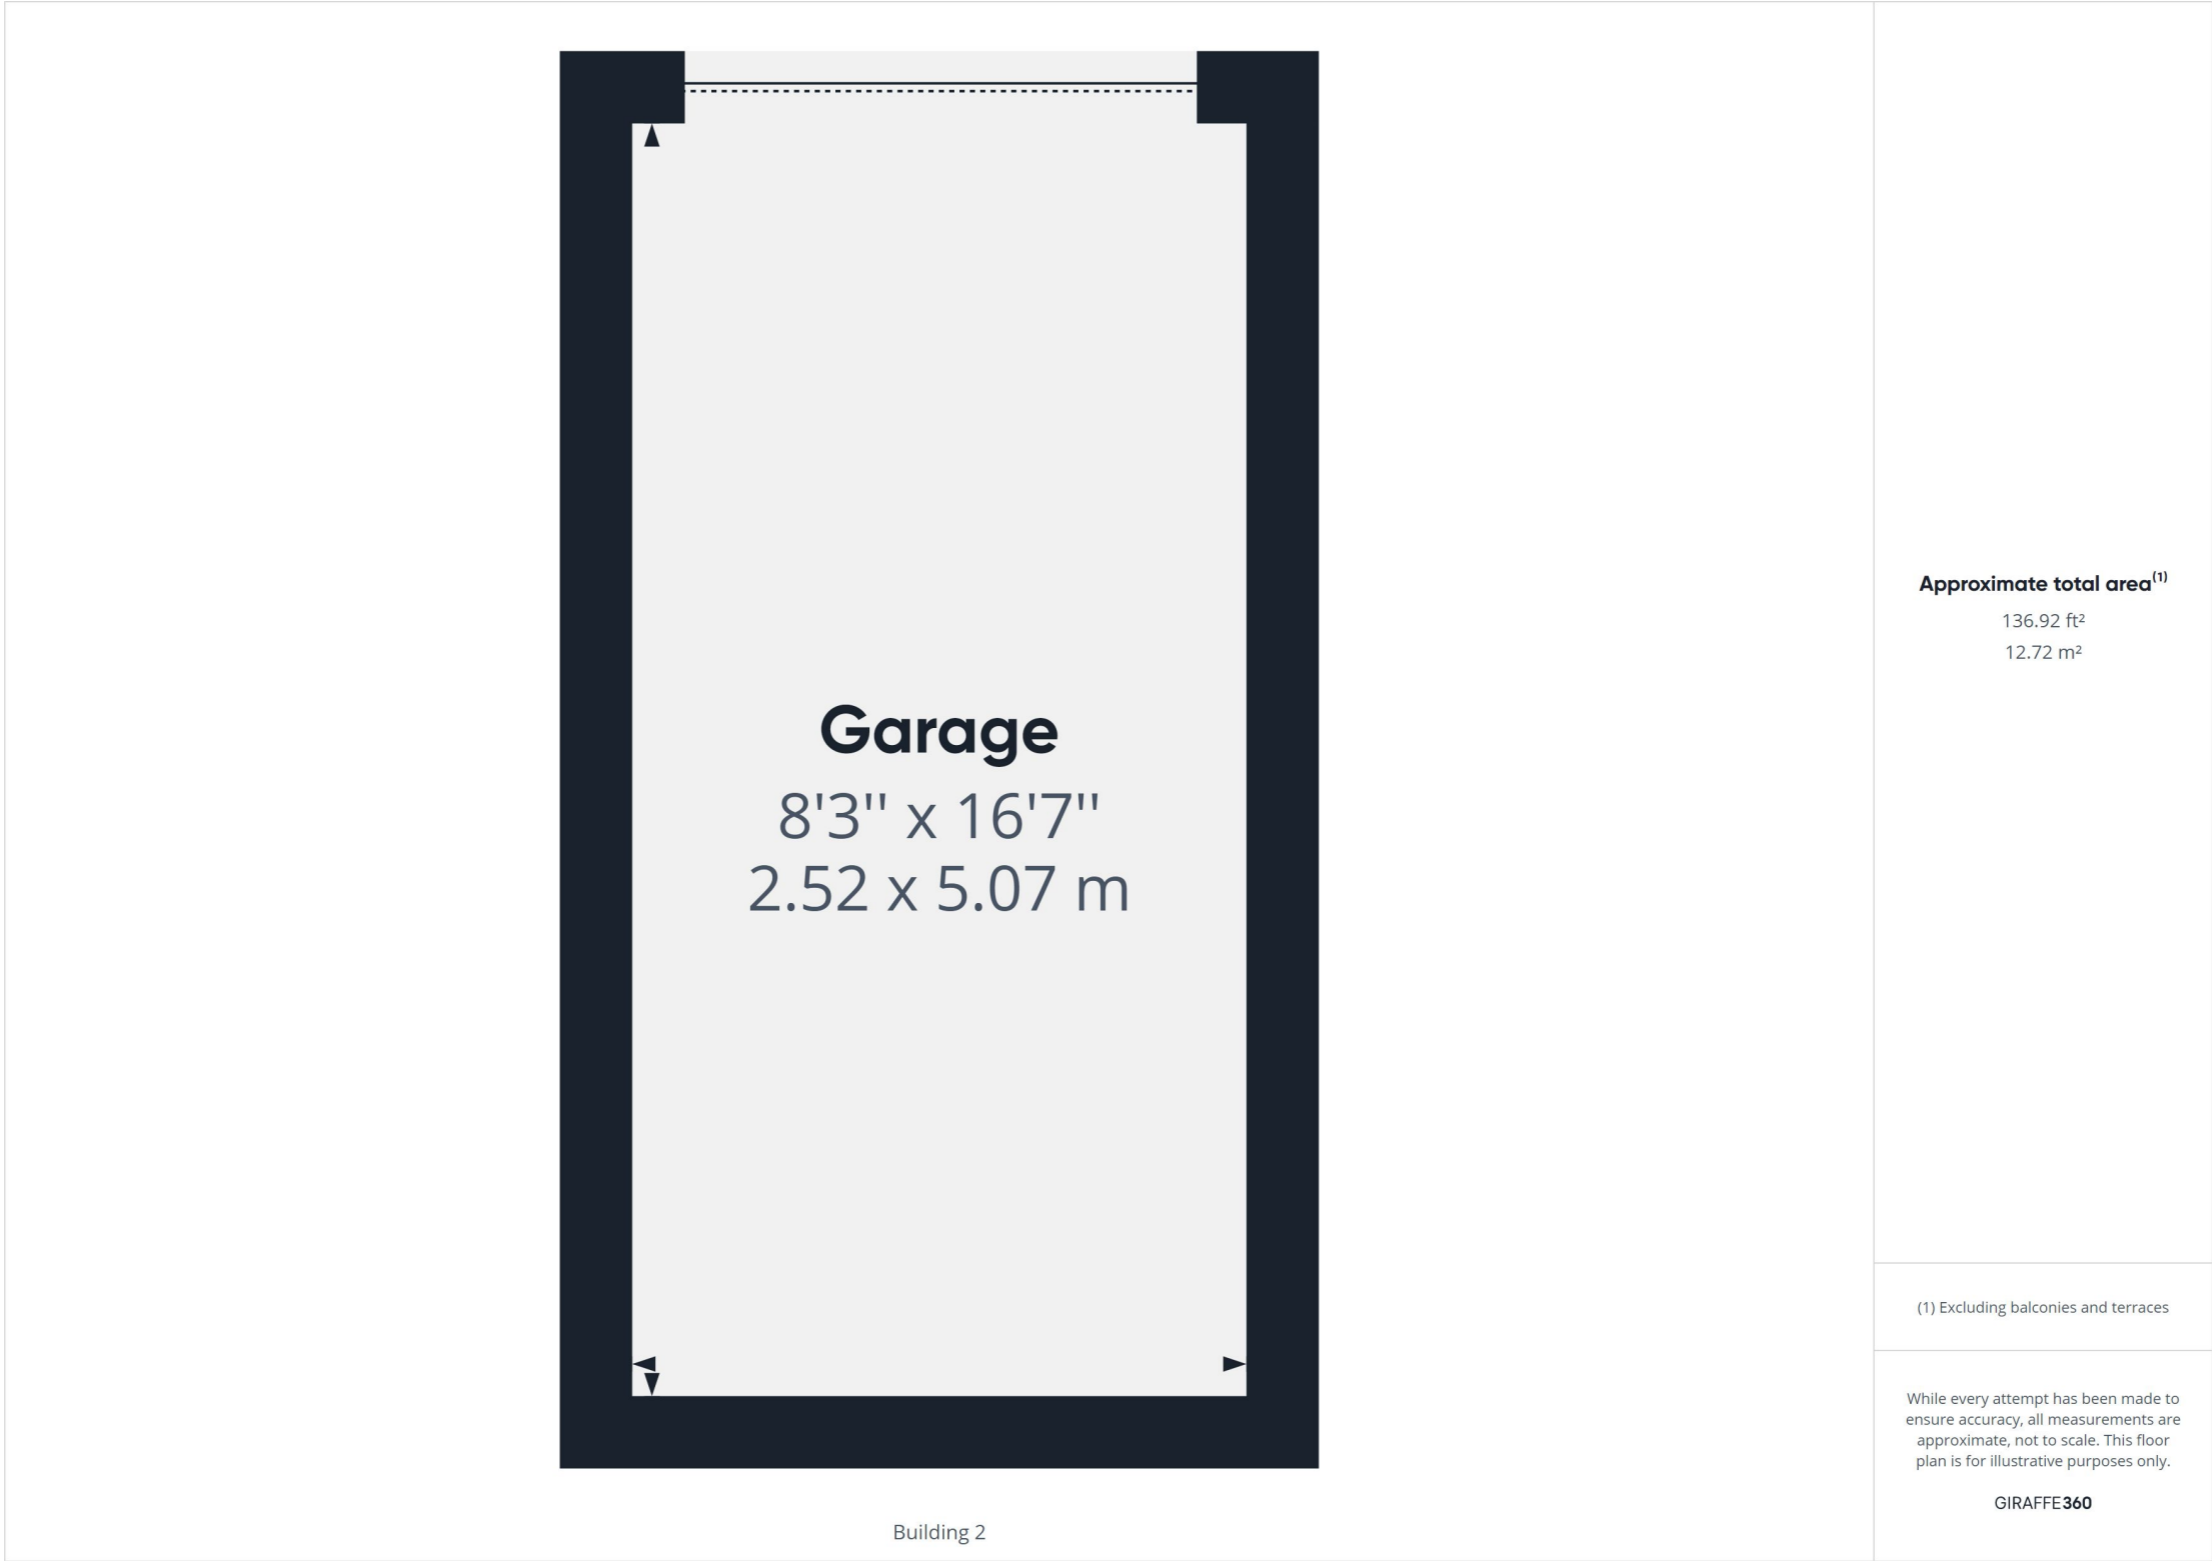 Garage
8'3'' x 16'7''
2.52 x 5.07 m
Building 2
Approximate total area(1)
136.92 ft²
12.72 m²
(1) Excluding balconies and terraces
While every attempt has been made to
ensure accuracy, all measurements are
approximate, not to scale. This floor
plan is for illustrative purposes only.
GIRAFFE360